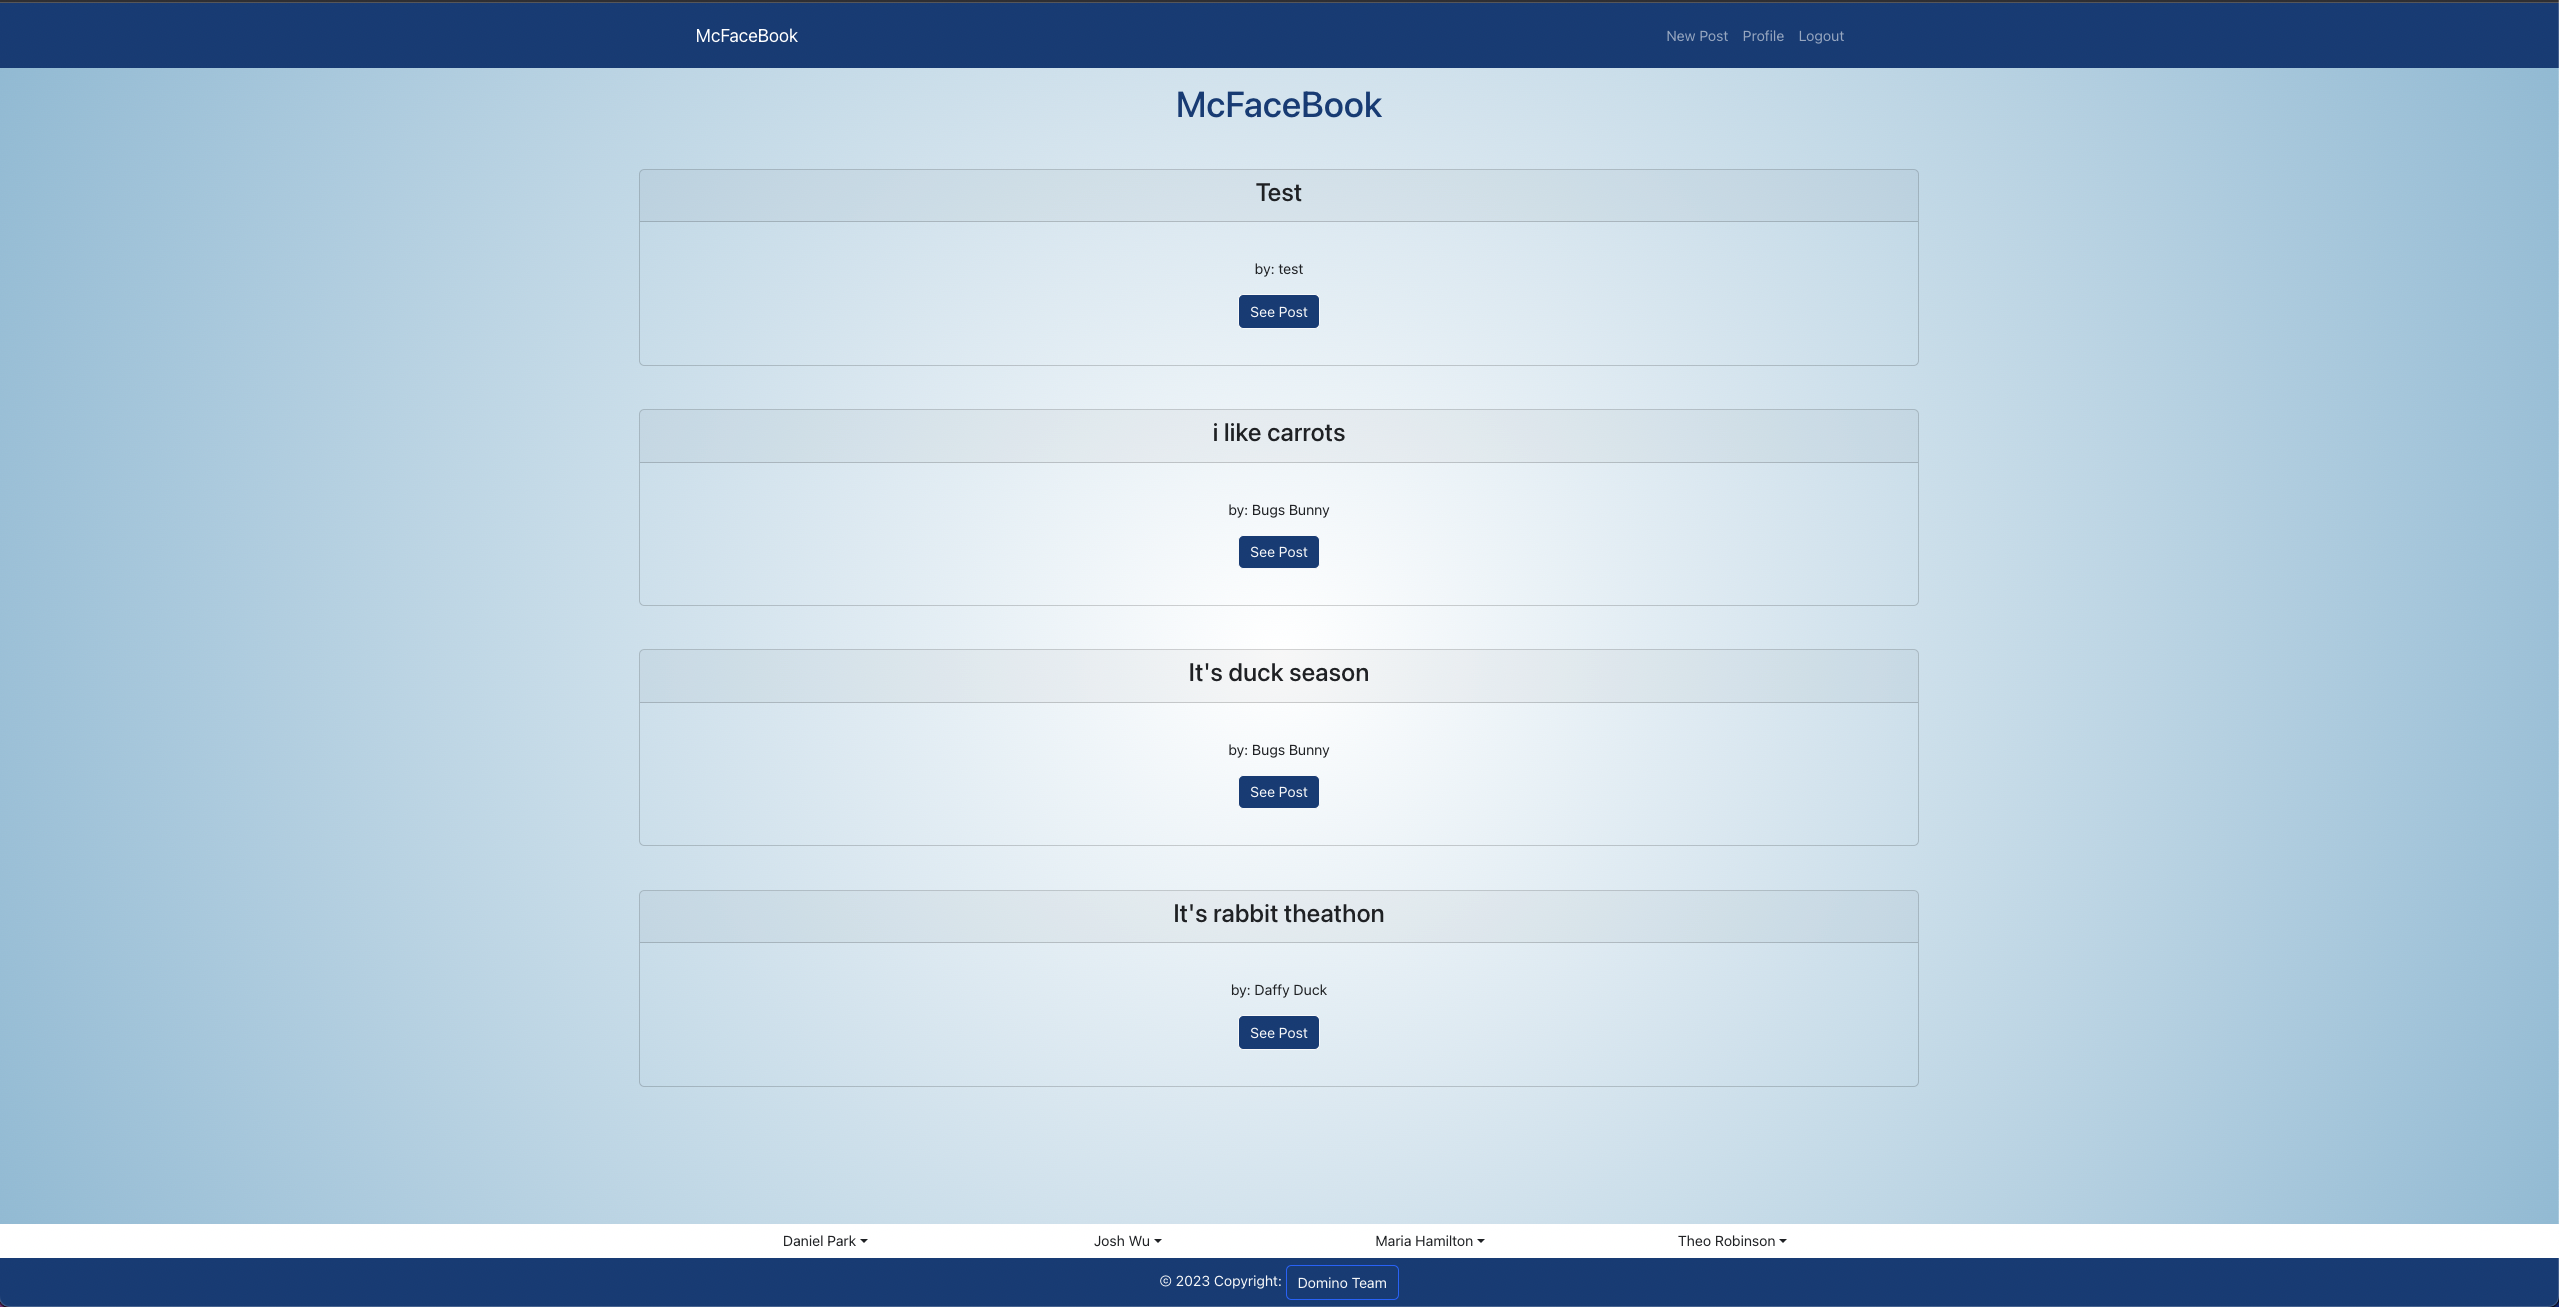 McFaceBook New Post Profile Logout
McFaceBook
Test
by: test
See Post
i like carrots
by: Bugs Bunny
See Post
It's duck season
by: Bugs Bunny
See Post
It's rabbit theathon
by: Daffy Duck
See Post
Daniel Park Josh Wu Maria Hamilton Theo Robinson
© 2023 Copyright: Domino Team